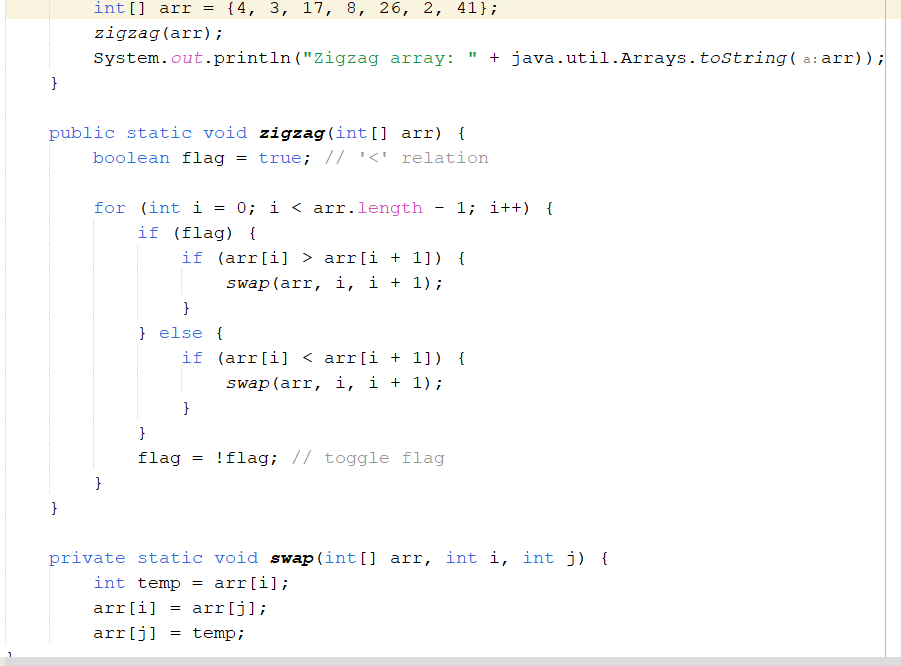 int[] arr = {4, 3, 17, 8, 26, 2, 41};
zigzag(arr);
System.out.println("Zigzag array: " + java.util.Arrays.toString( a: arr));
}
public static void zigzag(int[] arr) {
boolean flag = true; // '<' relation
for (int i = 0; i < arr.length - 1; i++) {
if (flag) {
if (arr[i] > arr[i + 1]) {
swap(arr, i, i + 1);
}
} else {
if (arr[i] < arr[i + 1]) {
swap(arr, i, i + 1);
}
}
flag = !flag; // toggle flag
}
}
private static void swap(int[] arr, int i, int j) {
int temp = arr[i];
arr[i] = arr[j];
arr[j] = temp;